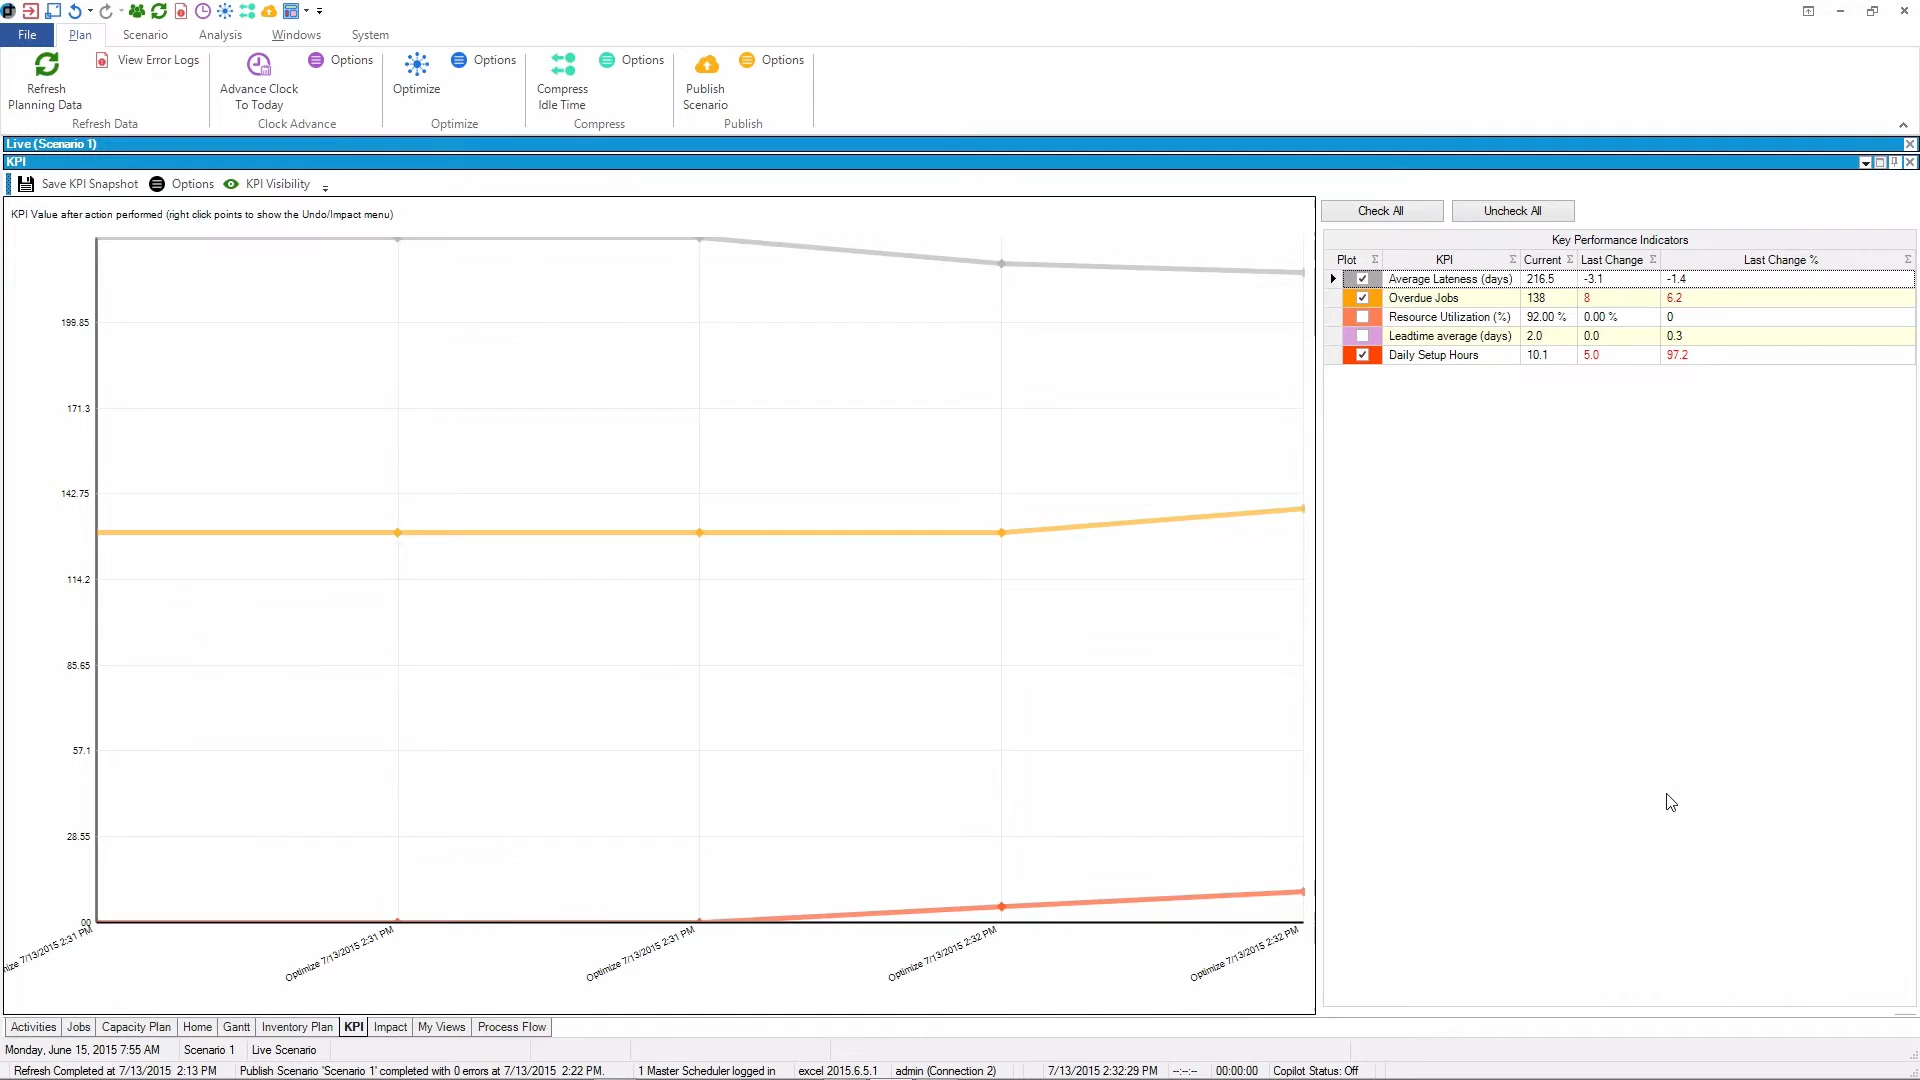 File Plan Scenario Analysis Windows System
Refresh Planning Data
View Error Logs
Refresh Data
Advance Clock To Today
Options
Clock Advance
Optimize
Options
Optimize
Compress Idle Time
Options
Compress
Publish Scenario
Options
Publish
Live (Scenario 1)
KPI
Save KPI Snapshot Options KPI Visibility
KPI Value after action performed (right click points to show the Undo/Impact menu)
199.85
171.3
142.75
114.2
85.65
57.1
28.55
00
mize 7/13/2015 2:31 PM
Optimize 7/13/2015 2:31 PM
Optimize 7/13/2015 2:31 PM
Optimize 7/13/2015 2:32 PM
Optimize 7/13/2015 2:32 PM
Check All Uncheck All
Key Performance Indicators
Plot Σ KPI Σ Current Σ Last Change Σ Last Change % Σ
Average Lateness (days) 216.5 -3.1 -1.4
Overdue Jobs 138 8 6.2
Resource Utilization (%) 92.00 % 0.00 % 0
Leadtime average (days) 2.0 0.0 0.3
Daily Setup Hours 10.1 5.0 97.2
Activities Jobs Capacity Plan Home Gantt Inventory Plan KPI Impact My Views Process Flow
Monday, June 15, 2015 7:55 AM Scenario 1 Live Scenario
Refresh Completed at 7/13/2015 2:13 PM Publish Scenario 'Scenario 1' completed with 0 errors at 7/13/2015 2:22 PM. 1 Master Scheduler logged in excel 2015.6.5.1 admin (Connection 2) 7/13/2015 2:32:29 PM --:--:-- 00:00:00 Copilot Status: Off